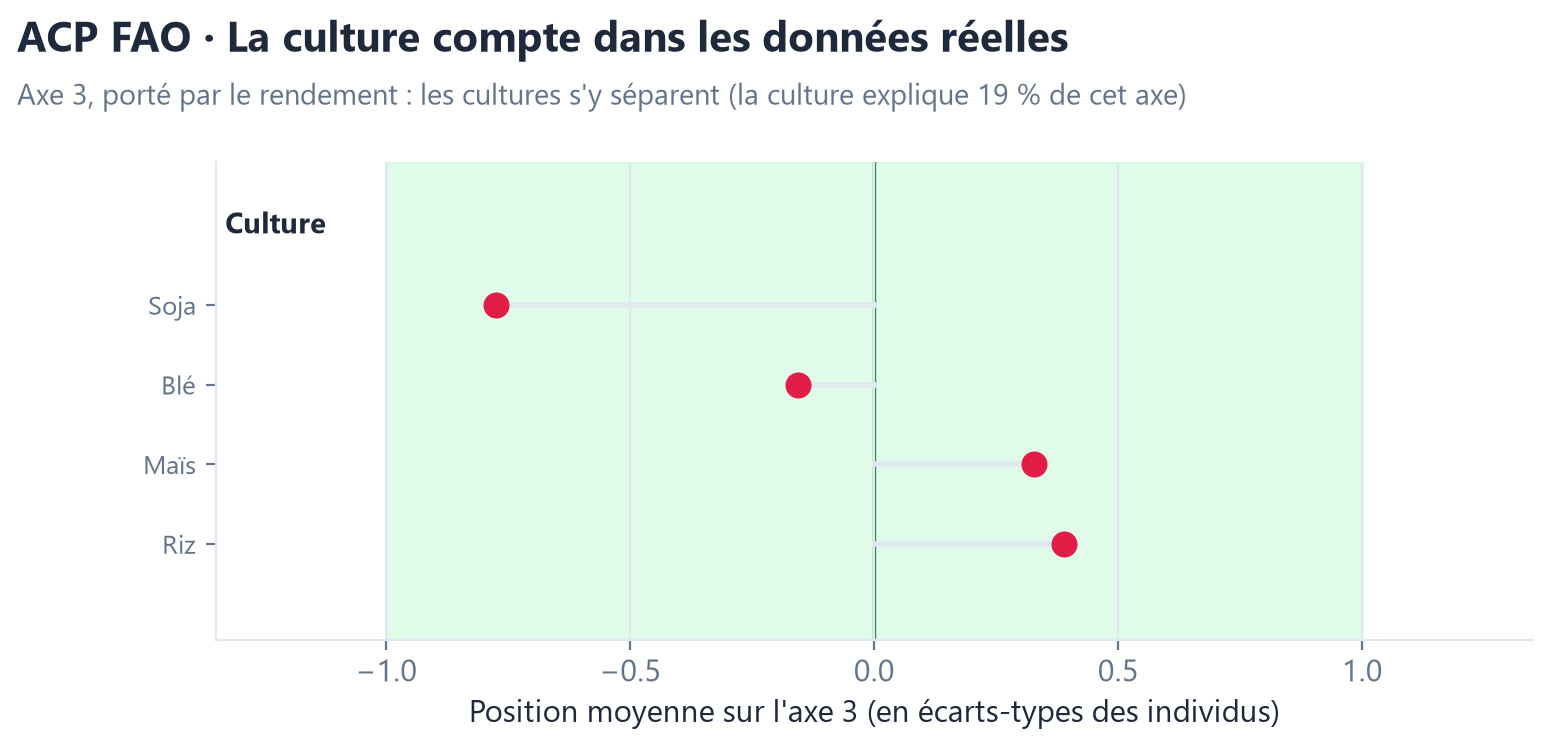 ACP FAO · La culture compte dans les données réelles
Axe 3, porté par le rendement : les cultures s'y séparent (la culture explique 19 % de cet axe)
Culture
Soja
Blé
Maïs
Riz
−1.0
−0.5
0.0
0.5
1.0
Position moyenne sur l'axe 3 (en écarts-types des individus)